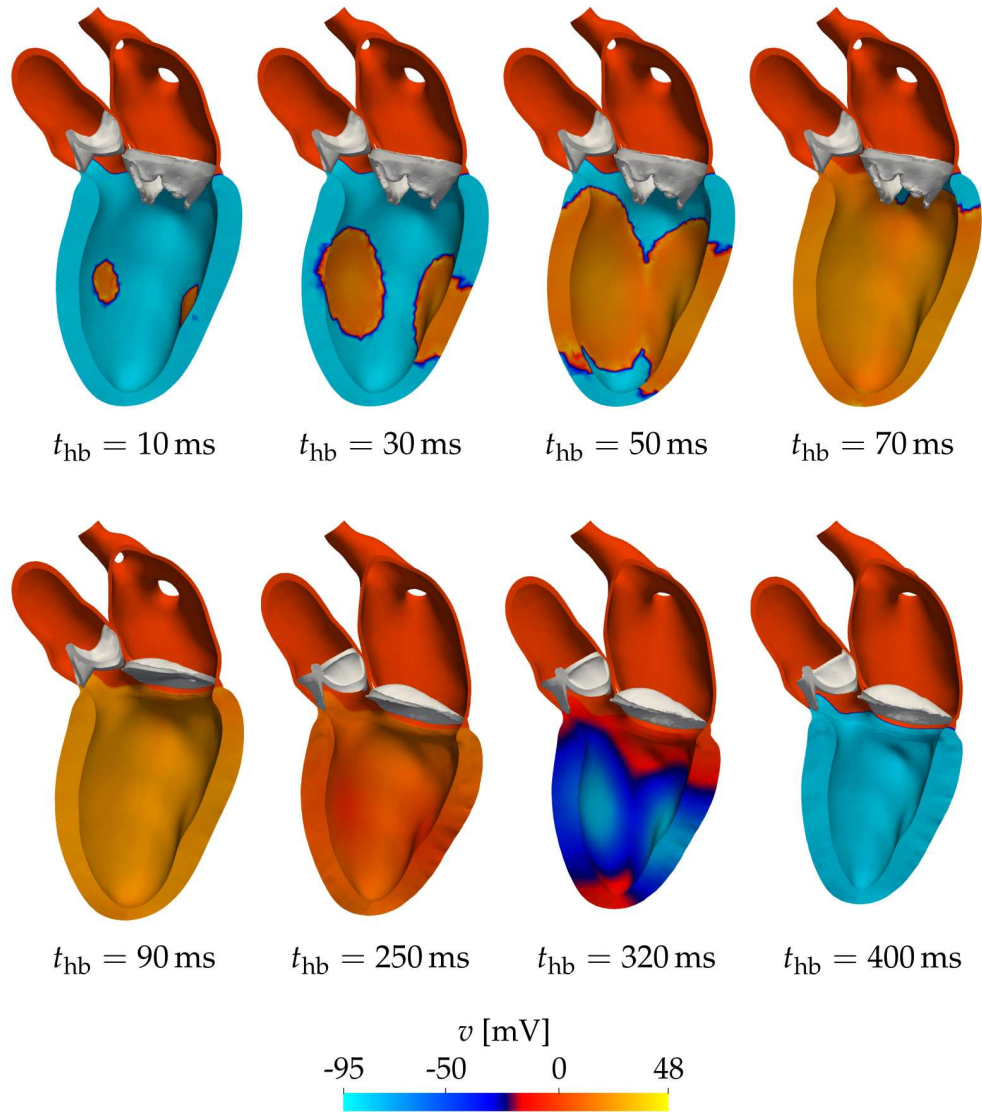 t_hb = 10 ms t_hb = 30 ms t_hb = 50 ms t_hb = 70 ms
t_hb = 90 ms t_hb = 250 ms t_hb = 320 ms t_hb = 400 ms
v [mV]
-95 -50 0 48